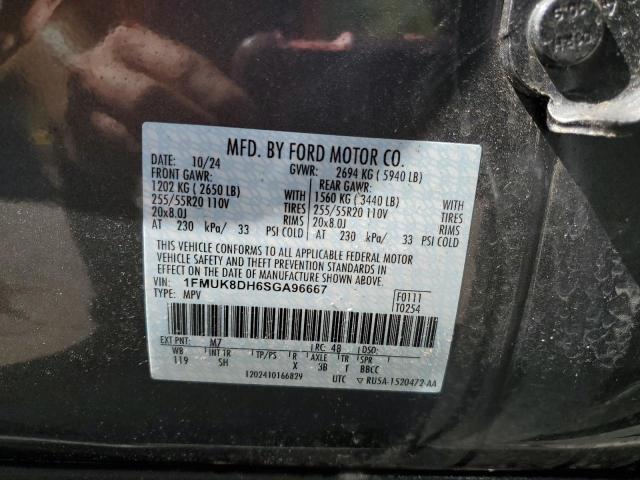 MFD. BY FORD MOTOR CO.
DATE: 10/24 GVWR: 2694 KG ( 5940 LB)
FRONT GAWR: REAR GAWR:
1202 KG ( 2650 LB) WITH 1560 KG ( 3440 LB) WITH
255/55R20 110V TIRES 255/55R20 110V TIRES
20x8.0J RIMS 20x8.0J RIMS
AT 230 kPa/ 33 PSI COLD AT 230 kPa/ 33 PSI COLD
THIS VEHICLE CONFORMS TO ALL APPLICABLE FEDERAL MOTOR
VEHICLE SAFETY AND THEFT PREVENTION STANDARDS IN
EFFECT ON THE DATE OF MANUFACTURE SHOWN ABOVE.
VIN: 1FMUK8DH6SGA96667
TYPE: MPV
F0111
T0254
EXT PNT: M7 RC: 48 DSO:
WB INT TR TP/PS R AXLE TR SPR
119 SH X 3B BBCC
1202410166829 UTC ▽ RU5A-1520472-AA